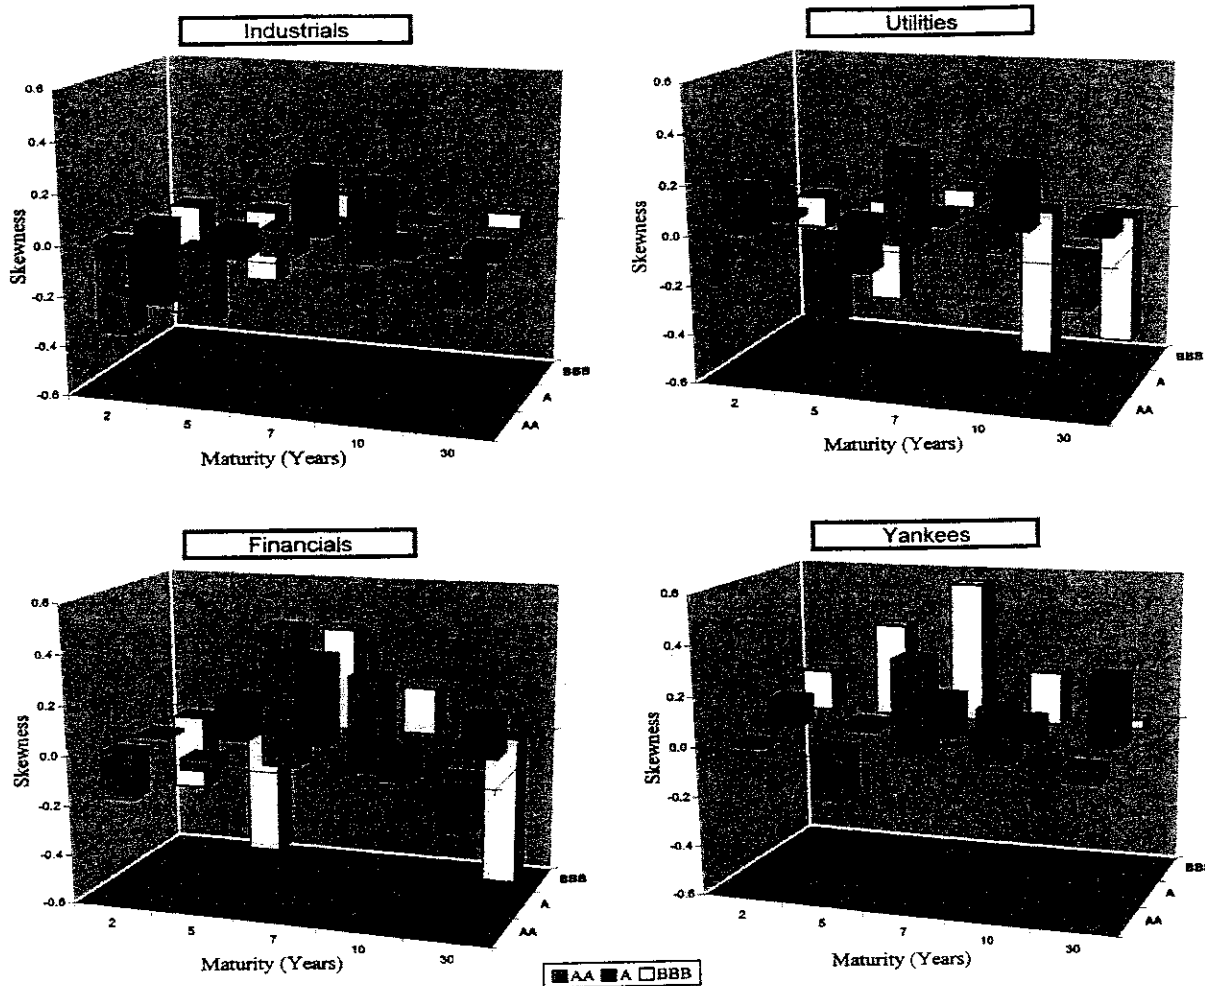 Industrials
0.6
0.4
0.2
0.0
-0.2
-0.4
-0.6
Skewness
2
5
7
10
30
Maturity (Years)
AA
A
BBB
Utilities
0.6
0.4
0.2
0.0
-0.2
-0.4
-0.6
Skewness
2
5
7
10
30
Maturity (Years)
AA
A
BBB
Financials
0.6
0.4
0.2
0.0
-0.2
-0.4
-0.6
Skewness
2
5
7
10
30
Maturity (Years)
AA
A
BBB
Yankees
0.6
0.4
0.2
0.0
-0.2
-0.4
-0.6
Skewness
2
5
7
10
30
Maturity (Years)
AA
A
BBB
AA A BBB